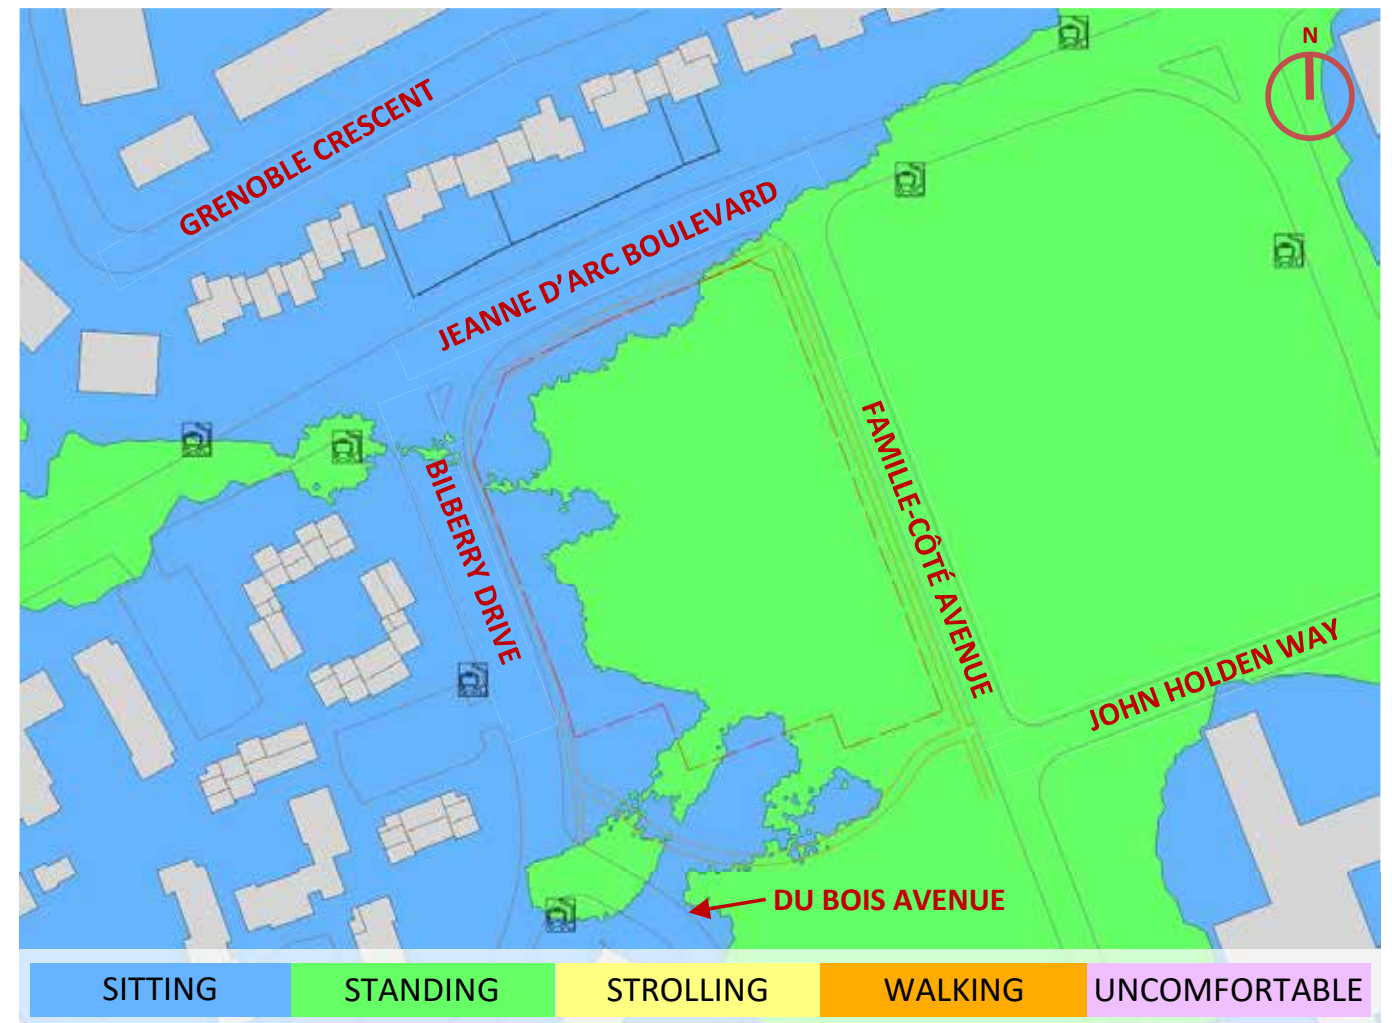 N
GRENOBLE CRESCENT
JEANNE D'ARC BOULEVARD
FAMILLE-CÔTÉ AVENUE
BILBERRY DRIVE
JOHN HOLDEN WAY
DU BOIS AVENUE
SITTING STANDING STROLLING WALKING UNCOMFORTABLE